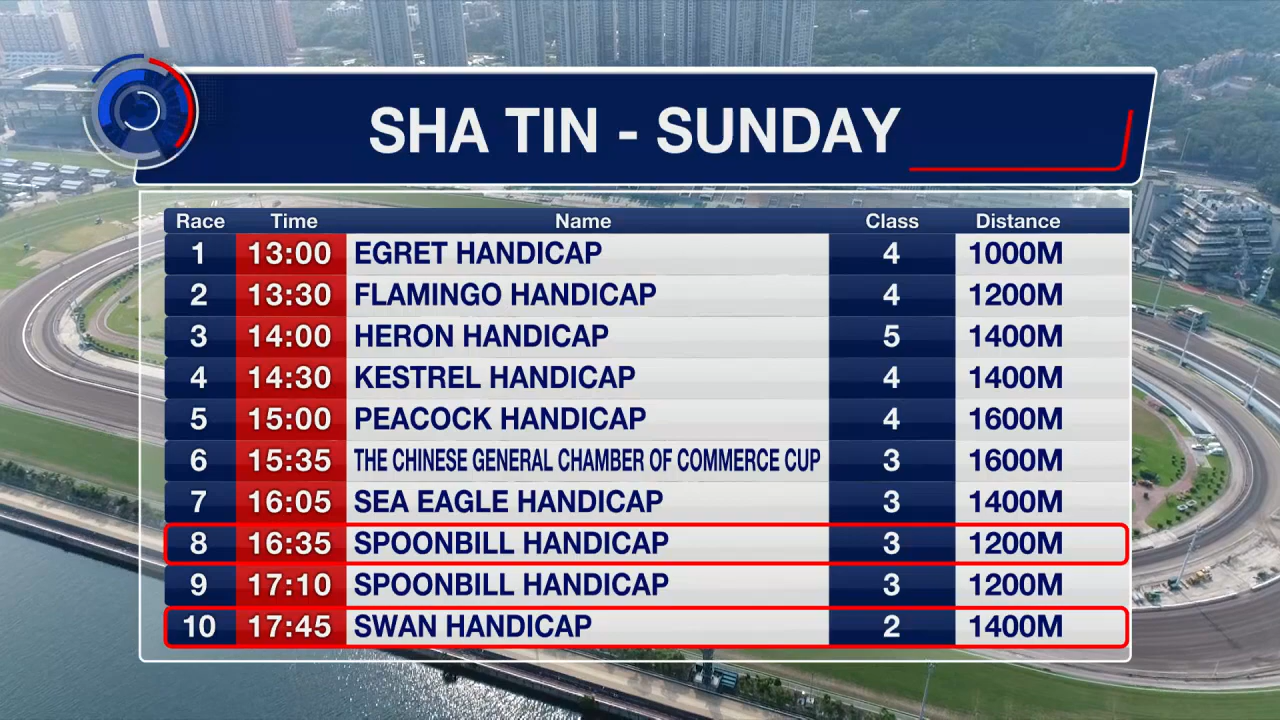 SHA TIN - SUNDAY
Race Time Name Class Distance
1 13:00 EGRET HANDICAP 4 1000M
2 13:30 FLAMINGO HANDICAP 4 1200M
3 14:00 HERON HANDICAP 5 1400M
4 14:30 KESTREL HANDICAP 4 1400M
5 15:00 PEACOCK HANDICAP 4 1600M
6 15:35 THE CHINESE GENERAL CHAMBER OF COMMERCE CUP 3 1600M
7 16:05 SEA EAGLE HANDICAP 3 1400M
8 16:35 SPOONBILL HANDICAP 3 1200M
9 17:10 SPOONBILL HANDICAP 3 1200M
10 17:45 SWAN HANDICAP 2 1400M